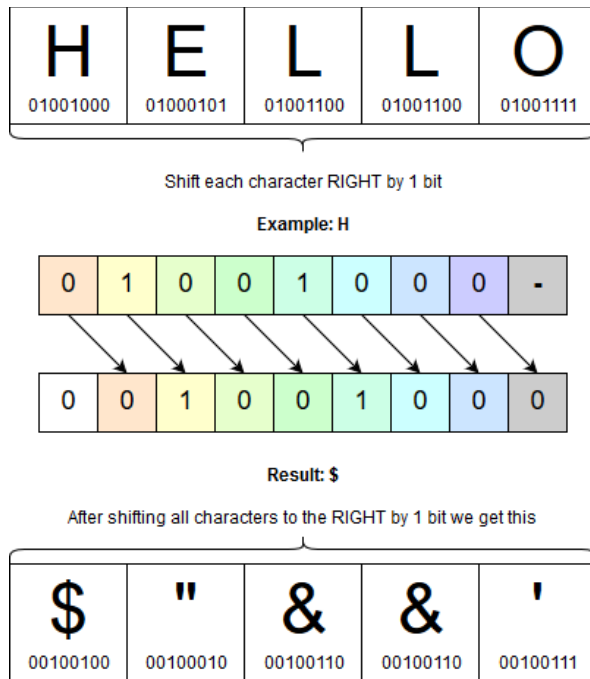 H E L L O
01001000 01000101 01001100 01001100 01001111
Shift each character RIGHT by 1 bit
Example: H
0 1 0 0 1 0 0 0 -
0 0 1 0 0 1 0 0 0
Result: $
After shifting all characters to the RIGHT by 1 bit we get this
$ " & & '
00100100 00100010 00100110 00100110 00100111